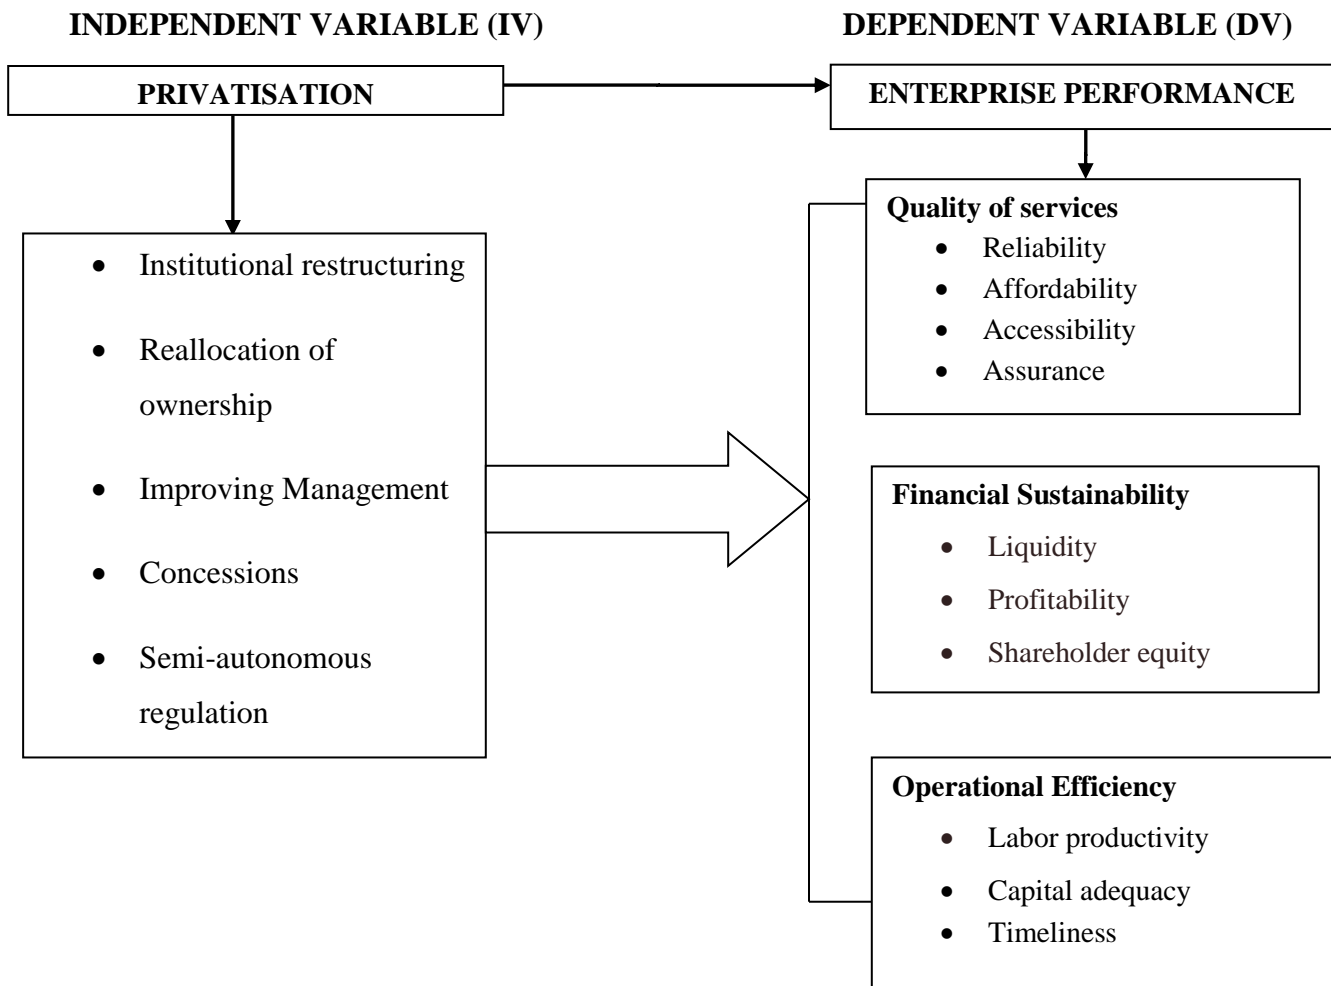 INDEPENDENT VARIABLE (IV)
DEPENDENT VARIABLE (DV)
PRIVATISATION
ENTERPRISE PERFORMANCE
• Institutional restructuring
• Reallocation of
ownership
• Improving Management
• Concessions
• Semi-autonomous
regulation
Quality of services
• Reliability
• Affordability
• Accessibility
• Assurance
Financial Sustainability
• Liquidity
• Profitability
• Shareholder equity
Operational Efficiency
• Labor productivity
• Capital adequacy
• Timeliness